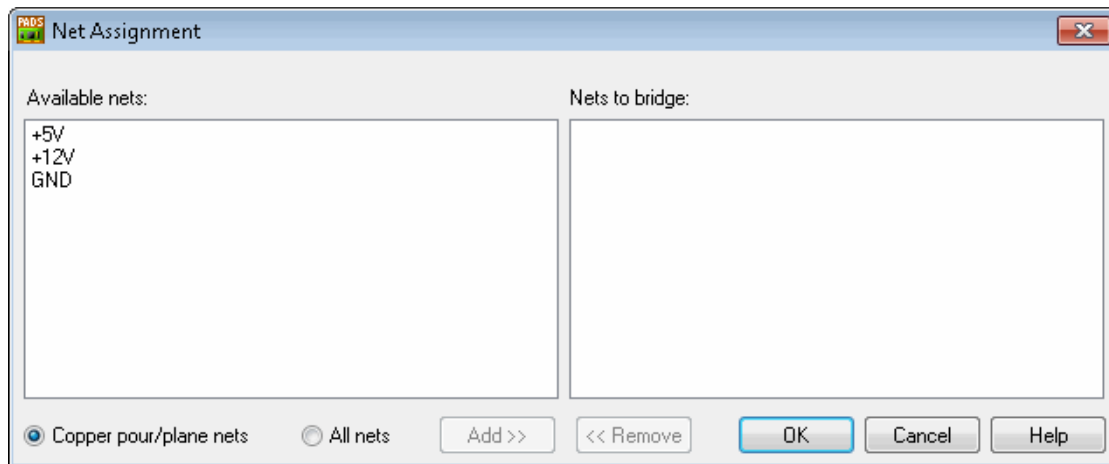 PADS
Net Assignment
Available nets:
Nets to bridge:
+5V
+12V
GND
Copper pour/plane nets
All nets
Add >>
<< Remove
OK
Cancel
Help